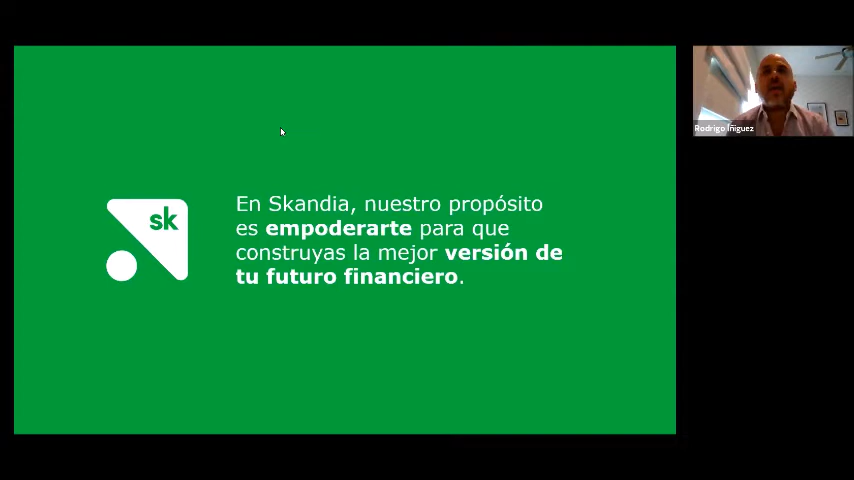 sk
En Skandia, nuestro propósito
es empoderarte para que
construyas la mejor versión de
tu futuro financiero.
Rodrigo Iñiguez